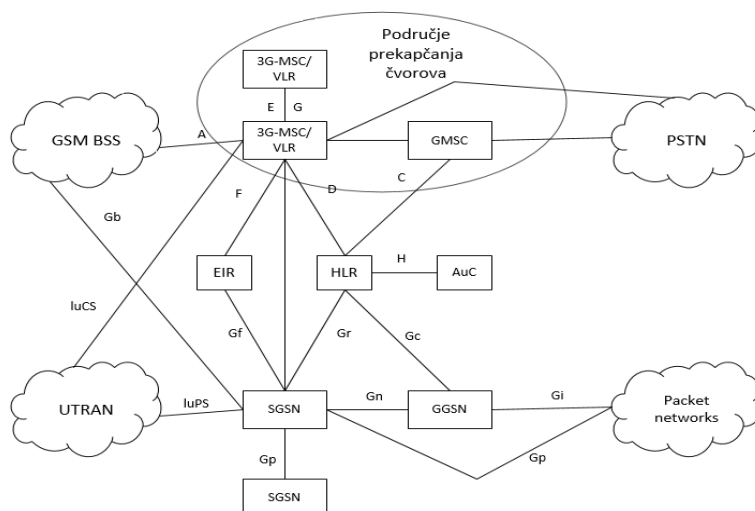 Područje
prekapčanja
čvorova
3G-MSC/
VLR
E
G
GSM BSS
A
3G-MSC/
VLR
GMSC
PSTN
F
D
C
Gb
EIR
HLR
H
AuC
IuCS
Gf
Gr
Gc
UTRAN
IuPS
SGSN
Gn
GGSN
Gi
Packet
networks
Gp
Gp
SGSN